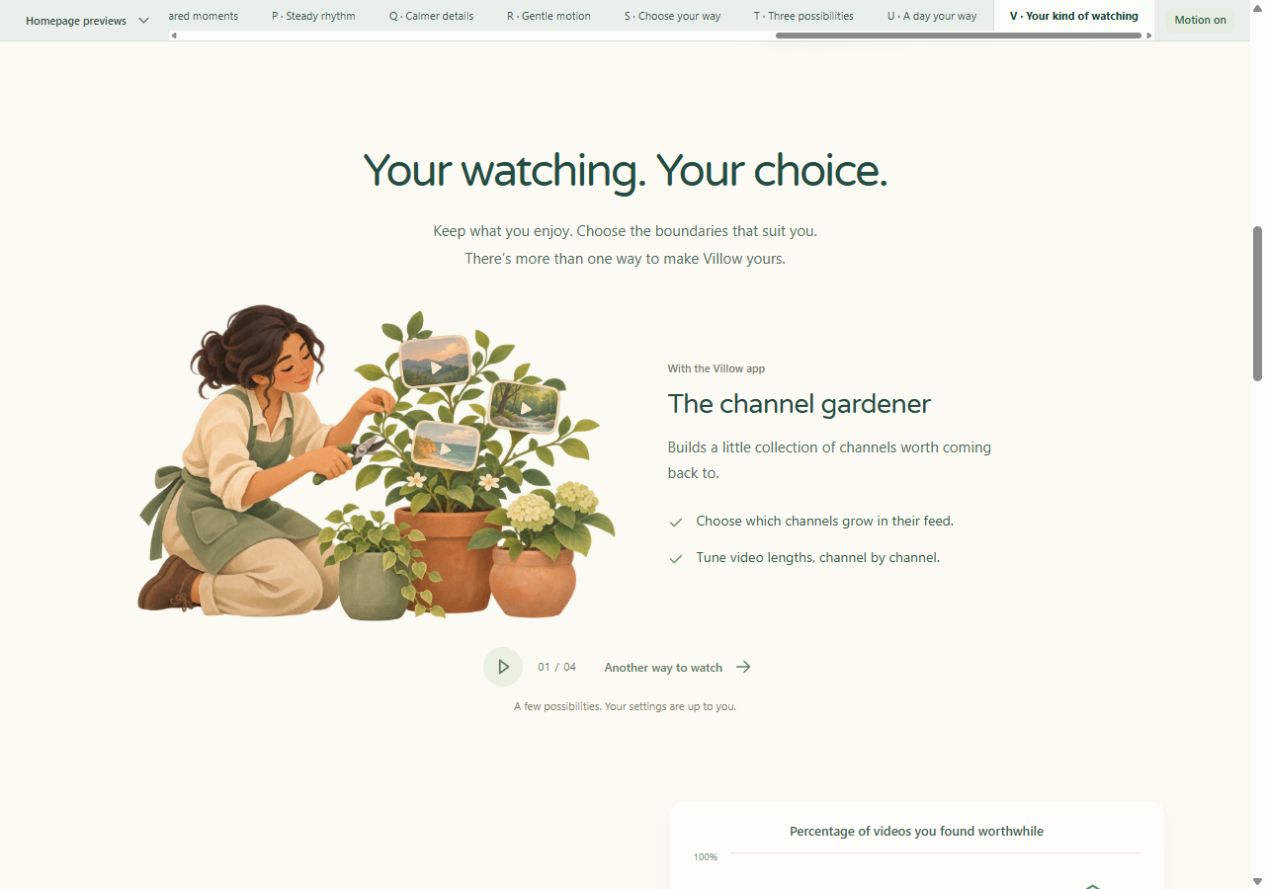 Homepage previews
ared moments
P · Steady rhythm
Q · Calmer details
R · Gentle motion
S · Choose your way
T · Three possibilities
U · A day your way
V · Your kind of watching
Motion on
Your watching. Your choice.
Keep what you enjoy. Choose the boundaries that suit you.
There’s more than one way to make Villow yours.
With the Villow app
The channel gardener
Builds a little collection of channels worth coming
back to.
Choose which channels grow in their feed.
Tune video lengths, channel by channel.
01 / 04
Another way to watch
A few possibilities. Your settings are up to you.
Percentage of videos you found worthwhile
100%